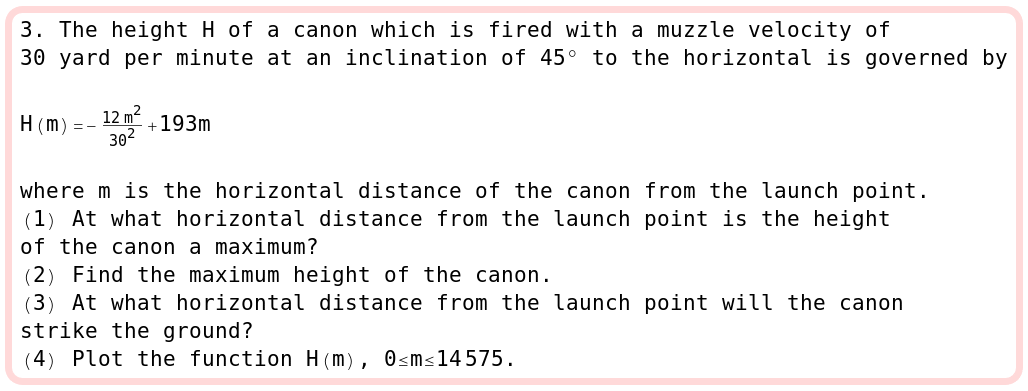 3. The height H of a canon which is fired with a muzzle velocity of
30 yard per minute at an inclination of 45° to the horizontal is governed by
H(m)=-\frac{12 m^2}{30^2}+193m
where m is the horizontal distance of the canon from the launch point.
(1) At what horizontal distance from the launch point is the height
of the canon a maximum?
(2) Find the maximum height of the canon.
(3) At what horizontal distance from the launch point will the canon
strike the ground?
(4) Plot the function H(m), 0≤m≤14575.